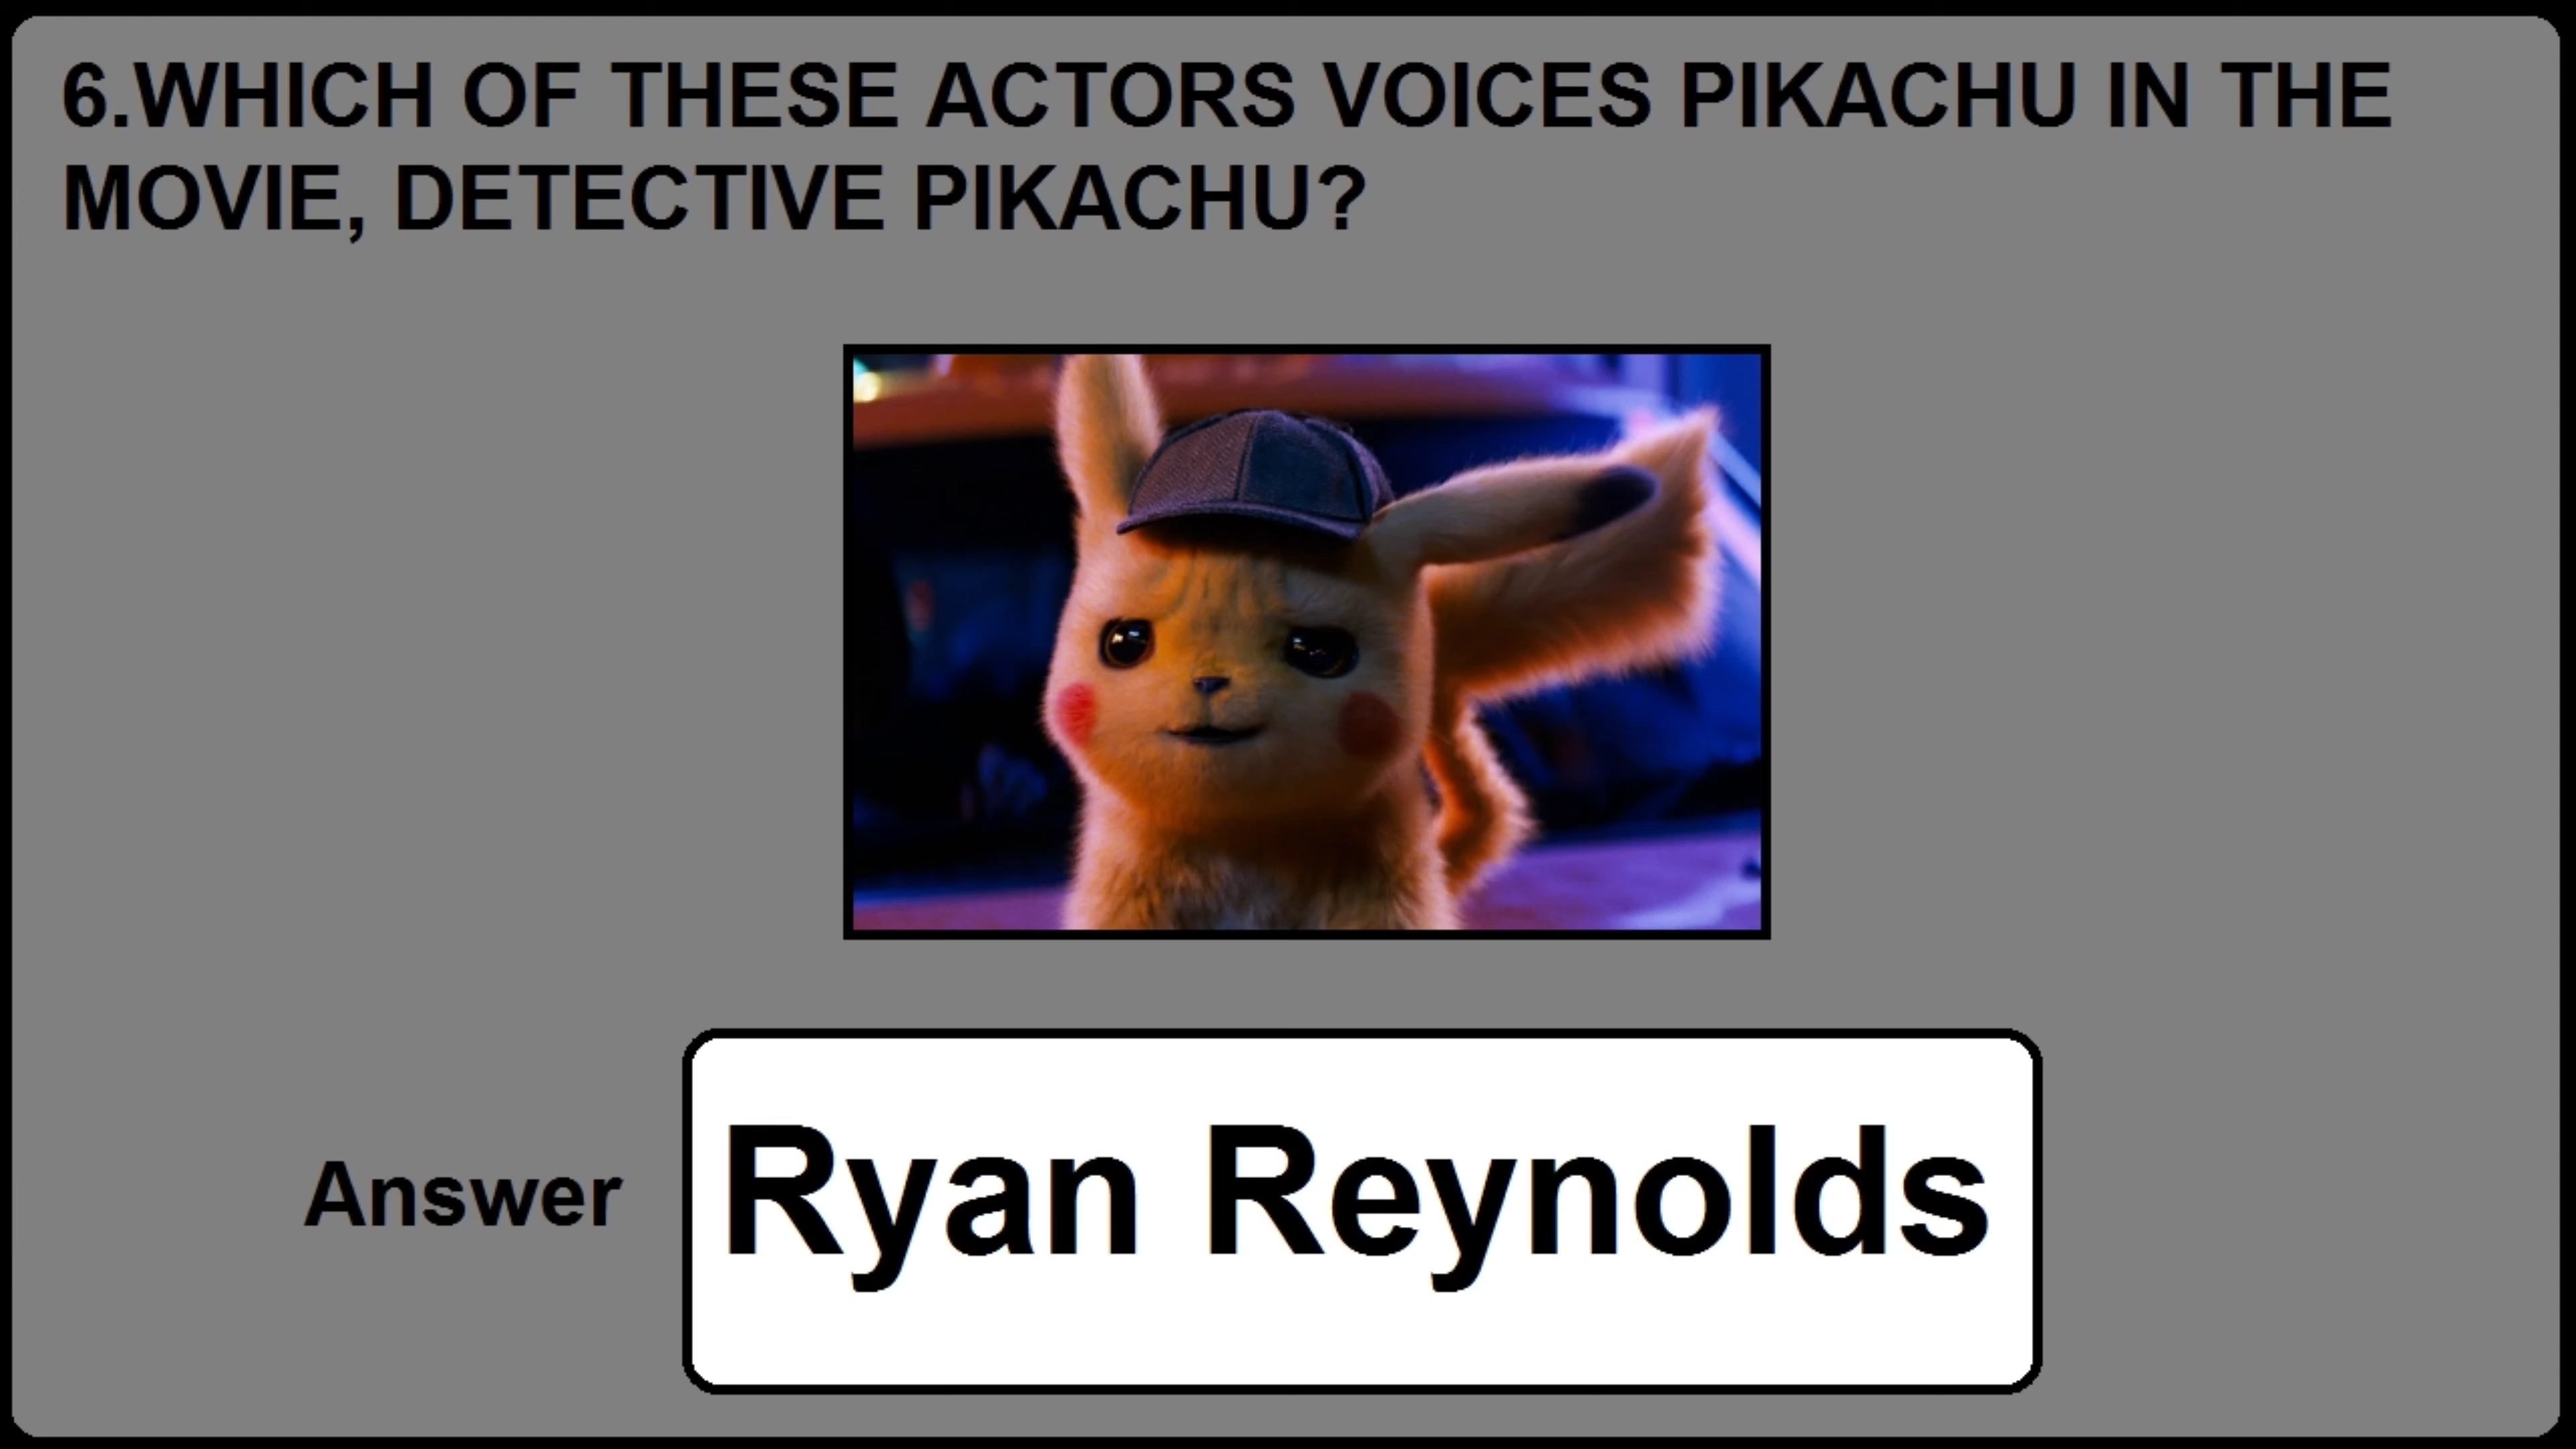 6.WHICH OF THESE ACTORS VOICES PIKACHU IN THE
MOVIE, DETECTIVE PIKACHU?
Answer
Ryan Reynolds